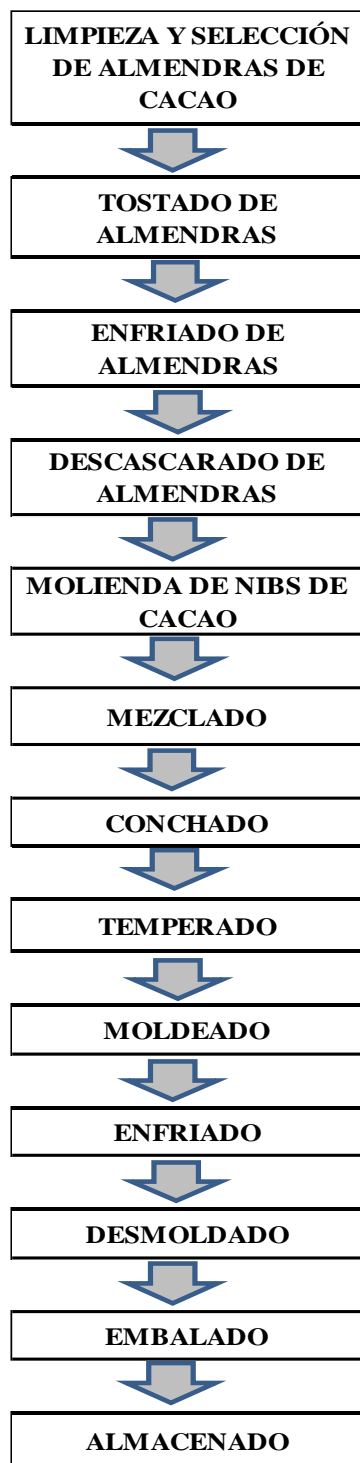 LIMPIEZA Y SELECCIÓN
DE ALMENDRAS DE
CACAO
TOSTADO DE
ALMENDRAS
ENFRIADO DE
ALMENDRAS
DESCASCARADO DE
ALMENDRAS
MOLIENDA DE NIBS DE
CACAO
MEZCLADO
CONCHADO
TEMPERADO
MOLDEADO
ENFRIADO
DESMOLDADO
EMBALADO
ALMACENADO